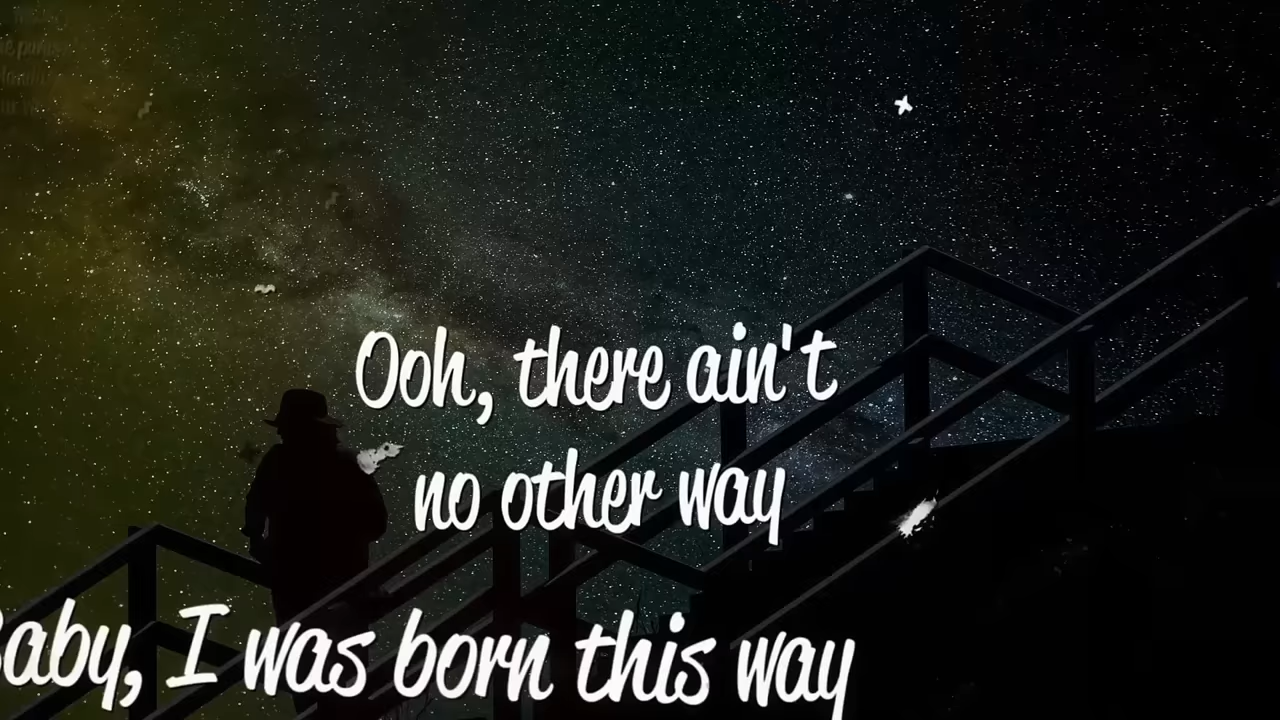 Ooh, there ain't
no other way
Baby, I was born this way